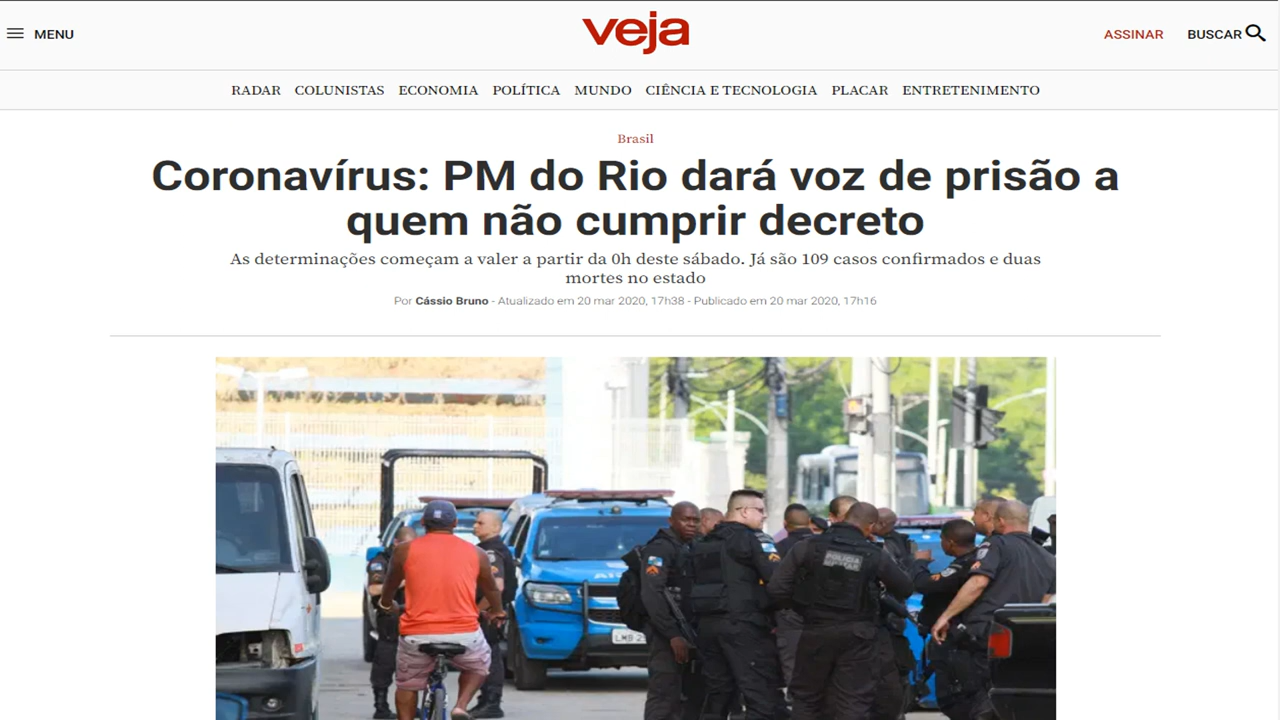 MENU
veja
ASSINAR
BUSCAR
RADAR COLUNISTAS ECONOMIA POLÍTICA MUNDO CIÊNCIA E TECNOLOGIA PLACAR ENTRETENIMENTO
Brasil
Coronavírus: PM do Rio dará voz de prisão a
quem não cumprir decreto
As determinações começam a valer a partir da 0h deste sábado. Já são 109 casos confirmados e duas
mortes no estado
Por Cássio Bruno - Atualizado em 20 mar 2020, 17h38 - Publicado em 20 mar 2020, 17h16
POLÍCIA
MILITAR